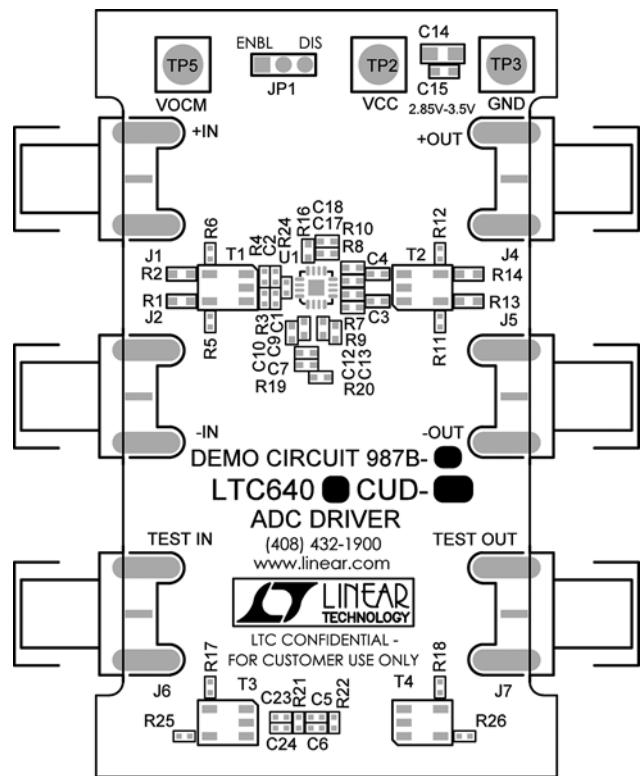 ENBL DIS C14
TP5 TP2 TP3
JP1 C15
VOCM VCC 2.85V-3.5V GND
+IN +OUT
R6 R4 C2 R24 R16 C18 R12
C17 R10
J1 T1 U1 R8 C4 T2 J4
R2 R14
R1 R13
J2 R3 C1 R7 C3 J5
R5 R9 R11
C10 C9 C7 C12 C13
R19 R20
-IN -OUT
DEMO CIRCUIT 987B-
LTC640 CUD-
ADC DRIVER
TEST IN (408) 432-1900 TEST OUT
www.linear.com
LINEAR
TECHNOLOGY
LTC CONFIDENTIAL -
FOR CUSTOMER USE ONLY
R17 R18
J6 T3 C23 R21 C5 R22 T4 J7
R25 C24 C6 R26